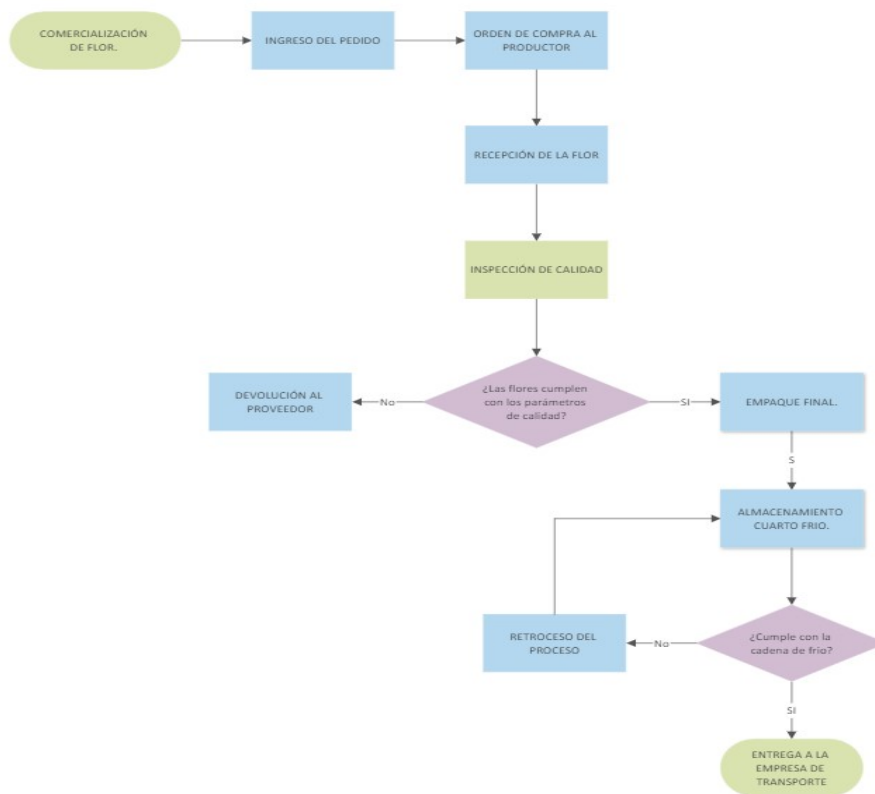 COMERCIALIZACIÓN
DE FLOR.
INGRESO DEL PEDIDO
ORDEN DE COMPRA AL
PRODUCTOR
RECEPCIÓN DE LA FLOR
INSPECCIÓN DE CALIDAD
¿Las flores cumplen
con los parámetros
de calidad?
No
DEVOLUCIÓN AL
PROVEEDOR
SI
EMPAQUE FINAL.
S
ALMACENAMIENTO
CUARTO FRIO.
¿Cumple con la
cadena de frio?
No
RETROCESO DEL
PROCESO
SI
ENTREGA A LA
EMPRESA DE
TRANSPORTE